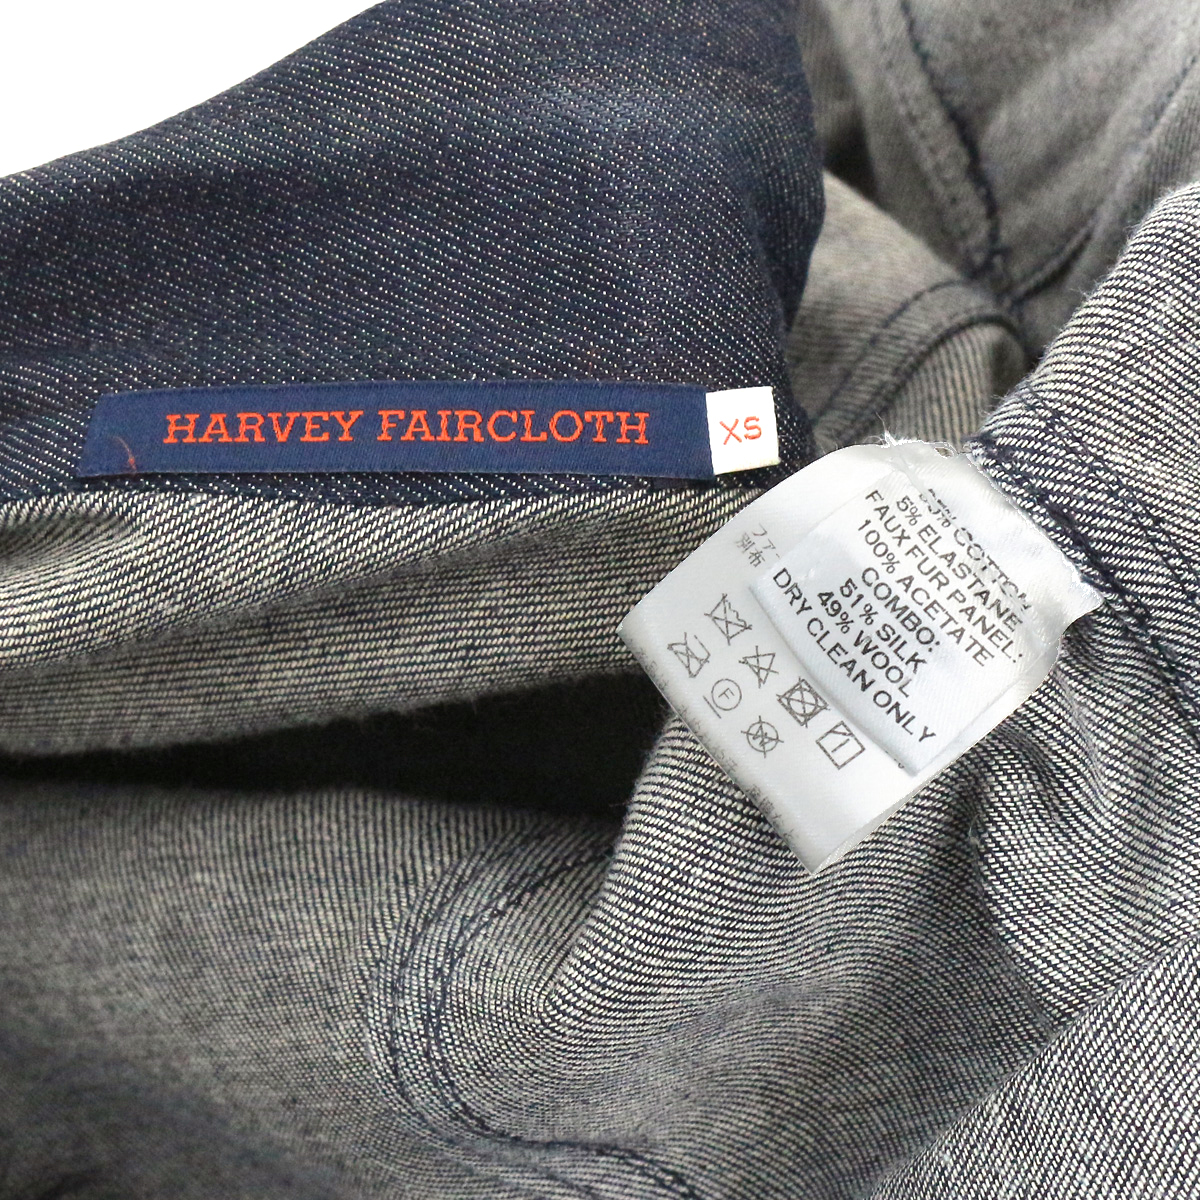 HARVEY FAIRCLOTH
XS
COTTON
5% ELASTANE
FAUX FUR PANEL:
100% ACETATE
COMBO:
51% SILK
49% WOOL
DRY CLEAN ONLY
別布
F